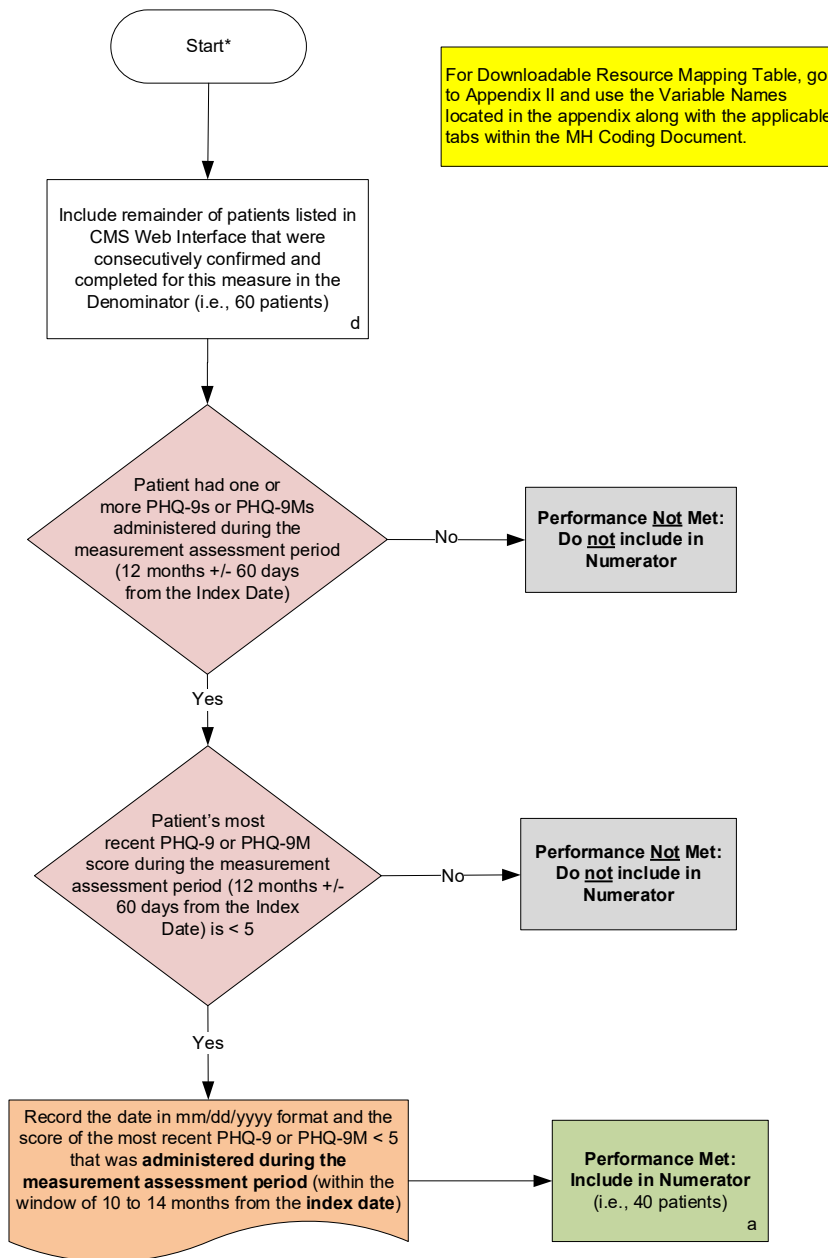 Start*
For Downloadable Resource Mapping Table, go
to Appendix II and use the Variable Names
located in the appendix along with the applicable
tabs within the MH Coding Document.
Include remainder of patients listed in
CMS Web Interface that were
consecutively confirmed and
completed for this measure in the
Denominator (i.e., 60 patients)
d
Patient had one or
more PHQ-9s or PHQ-9Ms
administered during the
measurement assessment period
(12 months +/- 60 days
from the Index Date)
No
Performance Not Met:
Do not include in
Numerator
Yes
Patient’s most
recent PHQ-9 or PHQ-9M
score during the measurement
assessment period (12 months +/-
60 days from the Index
Date) is < 5
No
Performance Not Met:
Do not include in
Numerator
Yes
Record the date in mm/dd/yyyy format and the
score of the most recent PHQ-9 or PHQ-9M < 5
that was administered during the
measurement assessment period (within the
window of 10 to 14 months from the index date)
Performance Met:
Include in Numerator
(i.e., 40 patients)
a